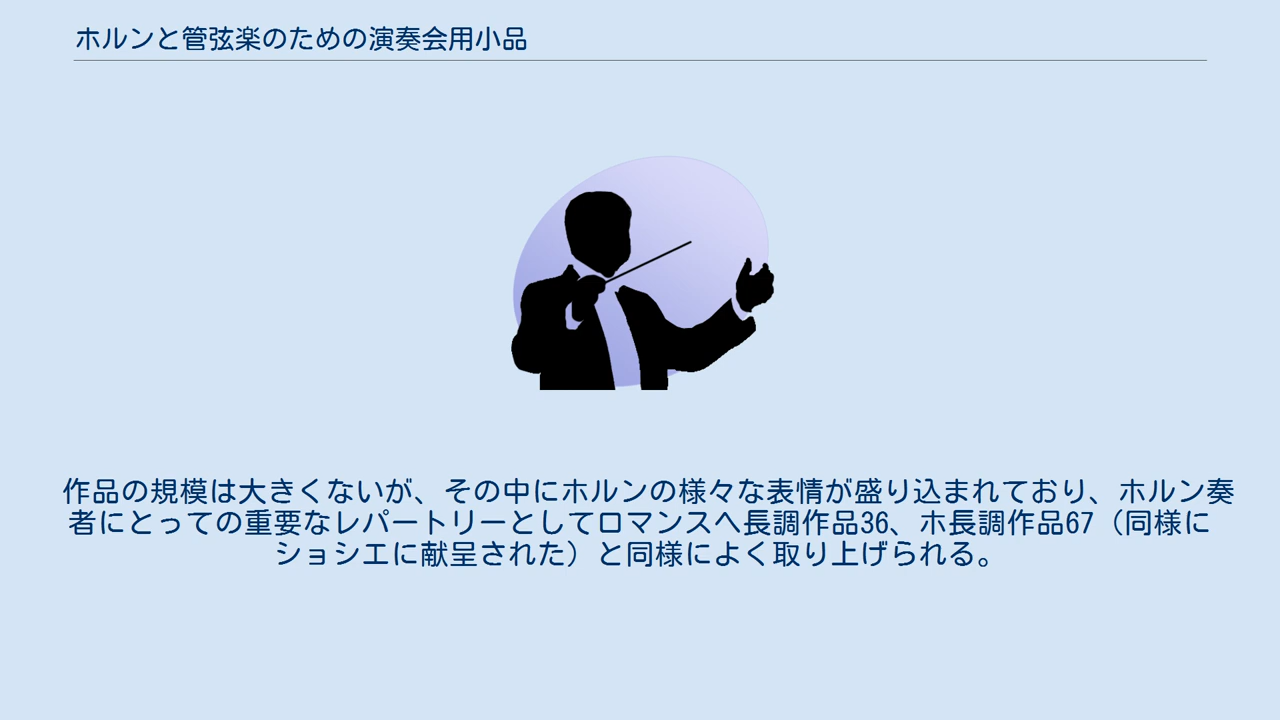 ホルンと管弦楽のための演奏会用小品
作品の規模は大きくないが、その中にホルンの様々な表情が盛り込まれており、ホルン奏
者にとっての重要なレパートリーとしてロマンスヘ長調作品36、ホ長調作品67（同様に
ショシエに献呈された）と同様によく取り上げられる。